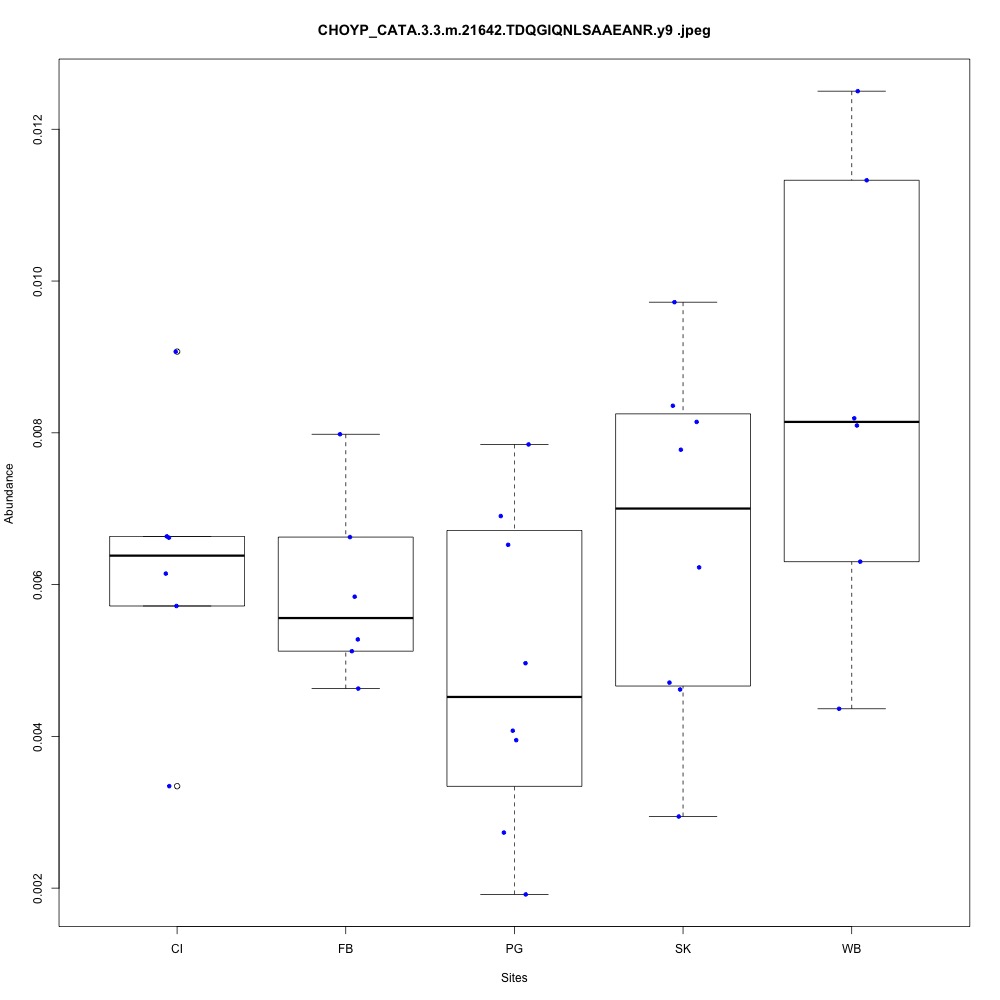 CHOYP_CATA.3.3.m.21642.TDQGIQNLSAAEANR.y9 .jpeg
0.012
0.010
0.008
0.006
0.004
0.002
Abundance
CI FB PG SK WB
Sites